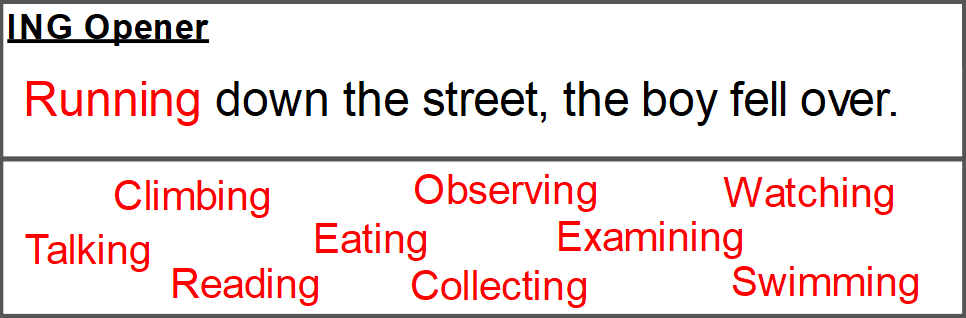 ING Opener
Running down the street, the boy fell over.
Climbing Observing Watching
Talking Eating Examining
Reading Collecting Swimming